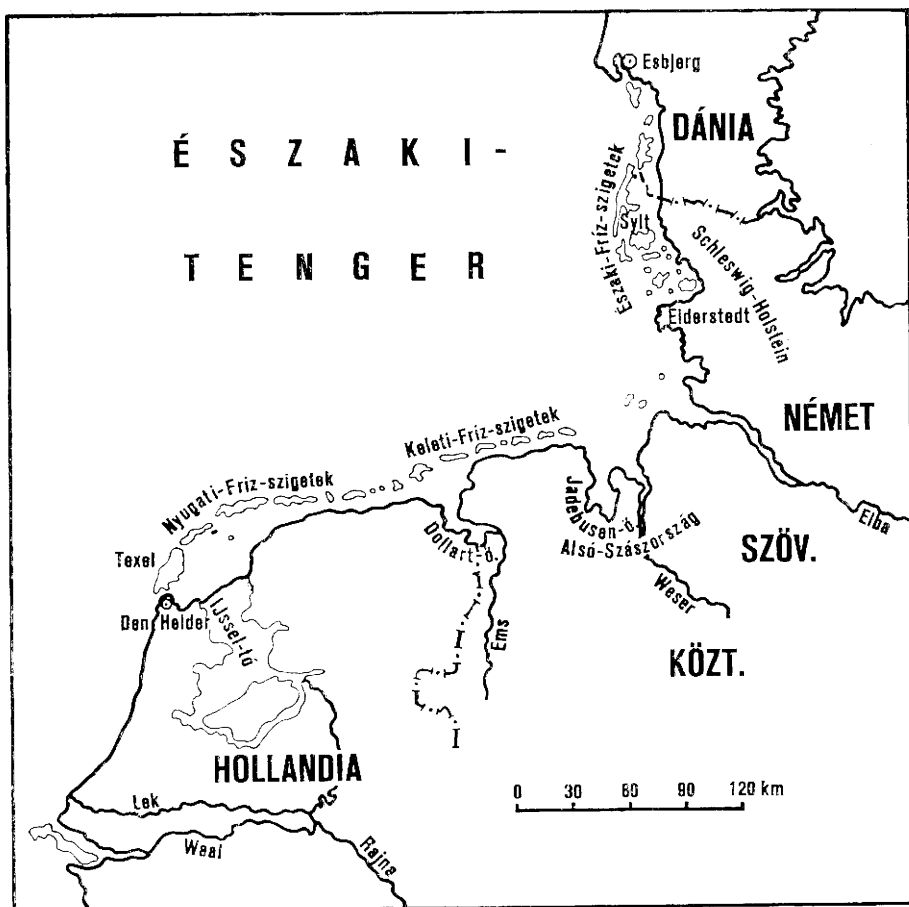 Esbjerg
DÁNIA
ÉSZAKI-
TENGER
Északi-Fríz-szigetek
Sylt
Schleswig-Holstein
Eiderstedt
NÉMET
Keleti-Fríz-szigetek
Nyugati-Fríz-szigetek
Jadebusen-ö.
Elba
Dollart-ö.
Alsó-Szászország
SZÖV.
Texel
Weser
Den Helder
IJssel-tó
Ems
KÖZT.
HOLLANDIA
0 30 60 90 120 km
Lek
Waal
Rajna